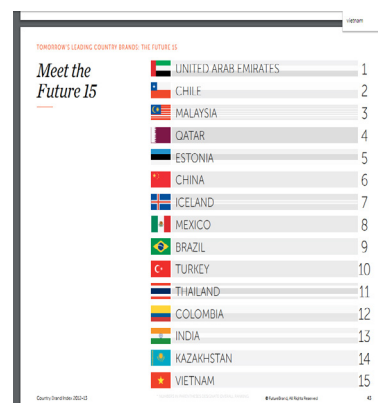 vietnam
TOMORROW'S LEADING COUNTRY BRANDS: THE FUTURE 15
Meet the
Future 15
UNITED ARAB EMIRATES 1
CHILE 2
MALAYSIA 3
QATAR 4
ESTONIA 5
CHINA 6
ICELAND 7
MEXICO 8
BRAZIL 9
TURKEY 10
THAILAND 11
COLOMBIA 12
INDIA 13
KAZAKHSTAN 14
VIETNAM 15
Country Brand Index 2012-13
© FutureBrand, All Rights Reserved 43